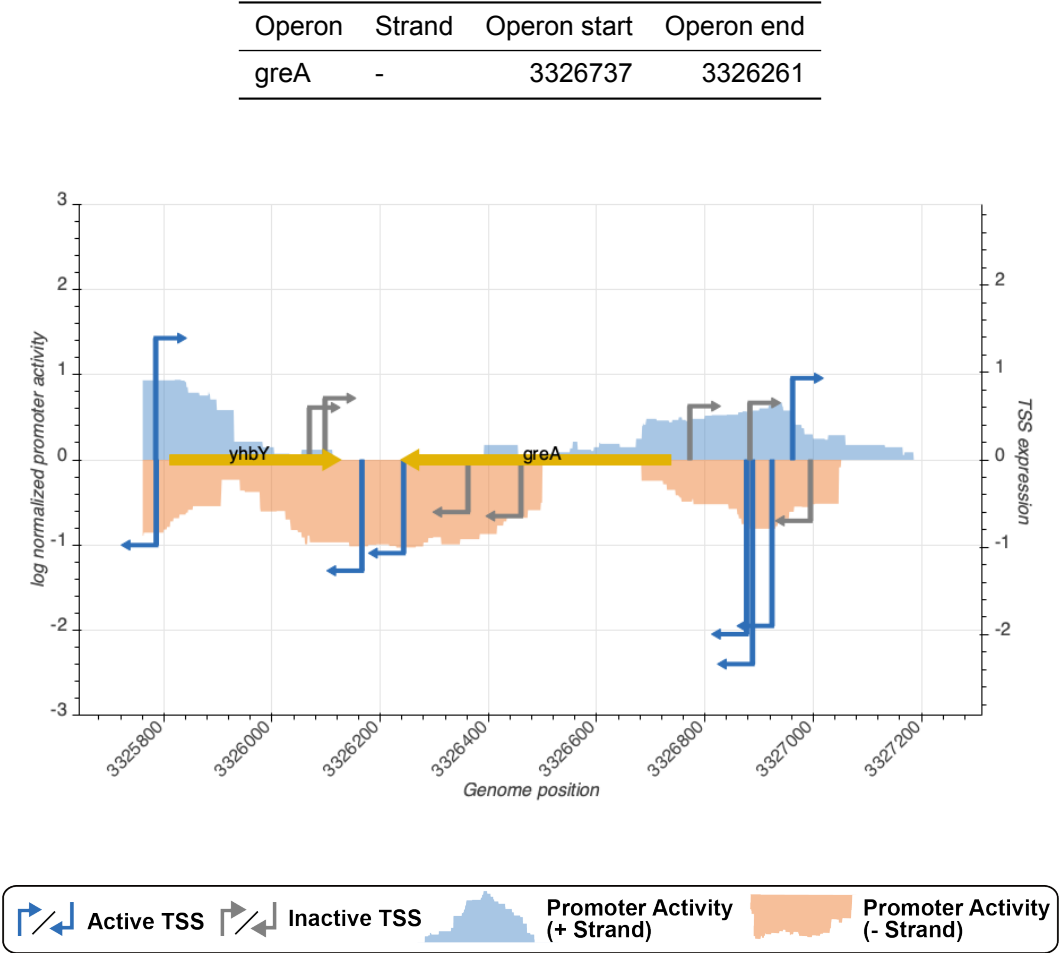 Operon Strand Operon start Operon end
greA - 3326737 3326261
3
2
1
0
-1
-2
-3
log normalized promoter activity
2
1
0
-1
-2
TSS expression
yhbY
greA
3325800
3326000
3326200
3326400
3326600
3326800
3327000
3327200
Genome position
Active TSS
Inactive TSS
Promoter Activity
(+ Strand)
Promoter Activity
(- Strand)